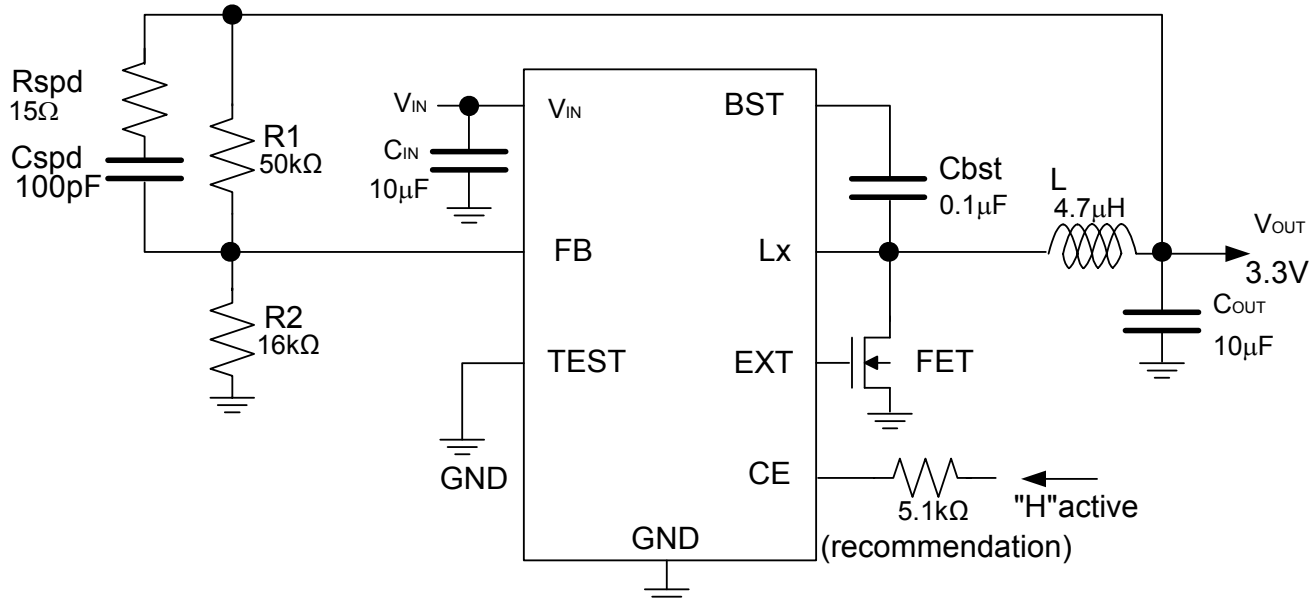 Rspd
15Ω
Cspd
100pF
R1
50kΩ
R2
16kΩ
VIN
CIN
10μF
VIN
FB
TEST
GND
BST
Lx
EXT
CE
GND
Cbst
0.1μF
L
4.7μH
VOUT
3.3V
COUT
10μF
FET
5.1kΩ
"H"active
(recommendation)